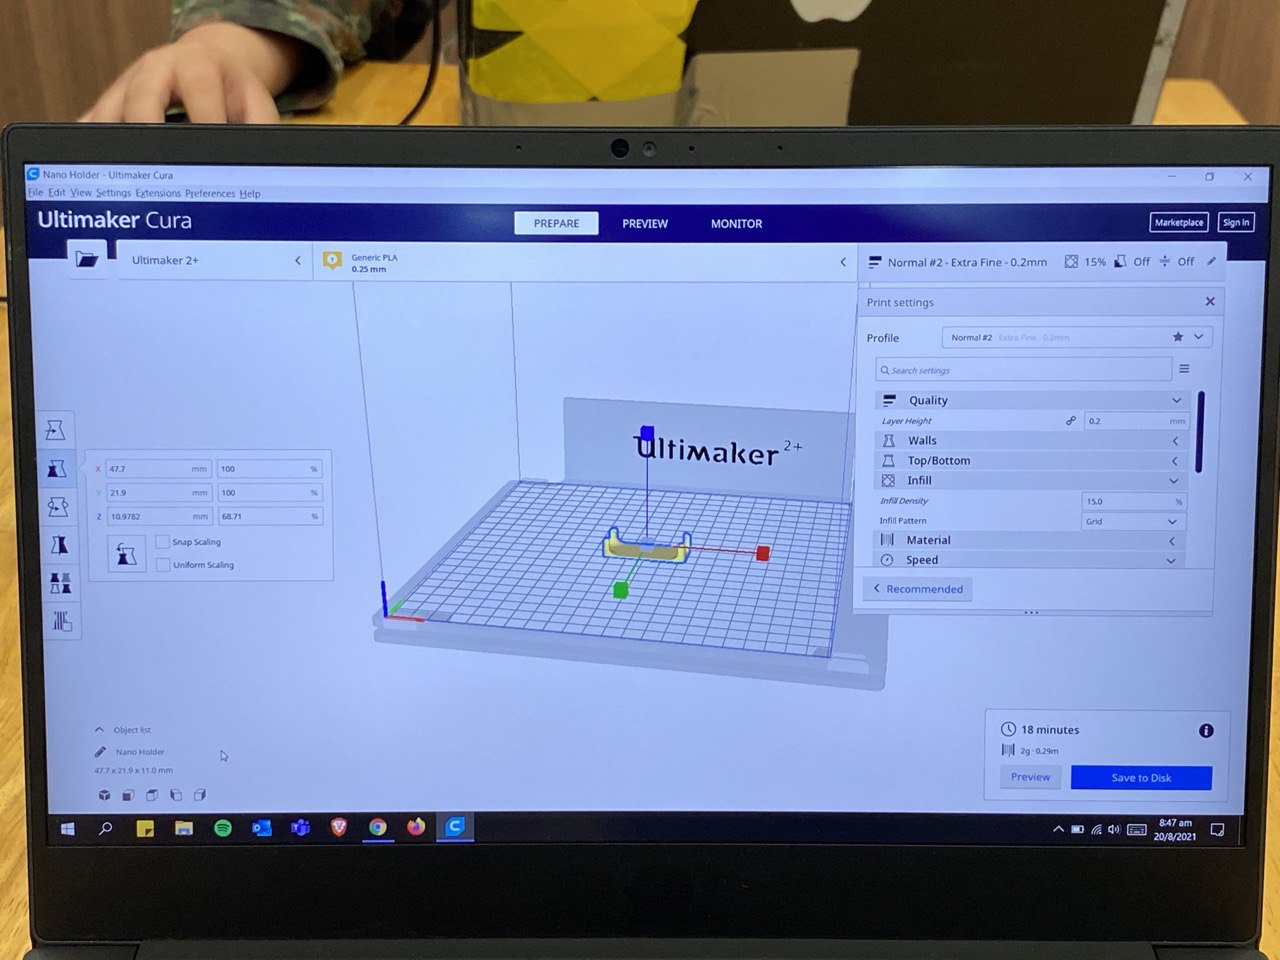 Nano Holder - Ultimaker Cura
File Edit View Settings Extensions Preferences Help
Ultimaker Cura
PREPARE PREVIEW MONITOR
Marketplace Sign in
Ultimaker 2+
1
Generic PLA
0.25 mm
Normal #2 - Extra Fine - 0.2mm 15% Off Off
Print settings
Profile Normal #2 - Extra Fine - 0.2mm
Search settings
Quality
Layer Height 0.2 mm
Walls
Top/Bottom
Infill
Infill Density 15.0 %
Infill Pattern Grid
Material
Speed
Recommended
Ultimaker 2+
X 47.7 mm 100 %
Y 21.9 mm 100 %
Z 10.9782 mm 68.71 %
Snap Scaling
Uniform Scaling
Object list
Nano Holder
47.7 x 21.9 x 11.0 mm
18 minutes
2g · 0.29m
Preview Save to Disk
8:47 am
20/8/2021